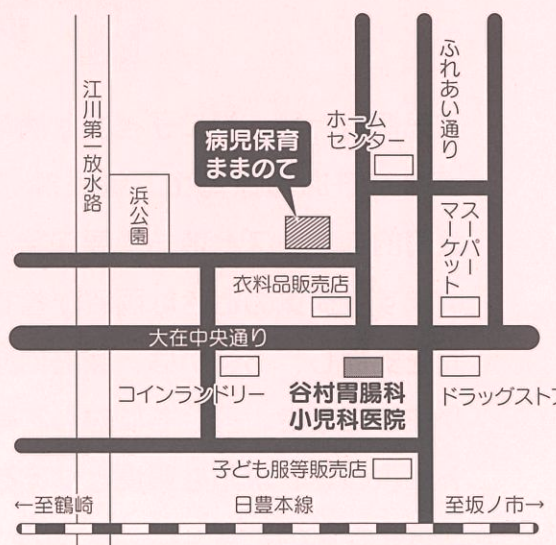 江川第一放水路
浜公園
病児保育
ままのて
ホーム
センター
ふれあい通り
スーパー
マーケット
衣料品販売店
大在中央通り
コインランドリー
谷村胃腸科
小児科医院
ドラッグスト
子ども服等販売店
←至鶴崎
日豊本線
至坂ノ市→